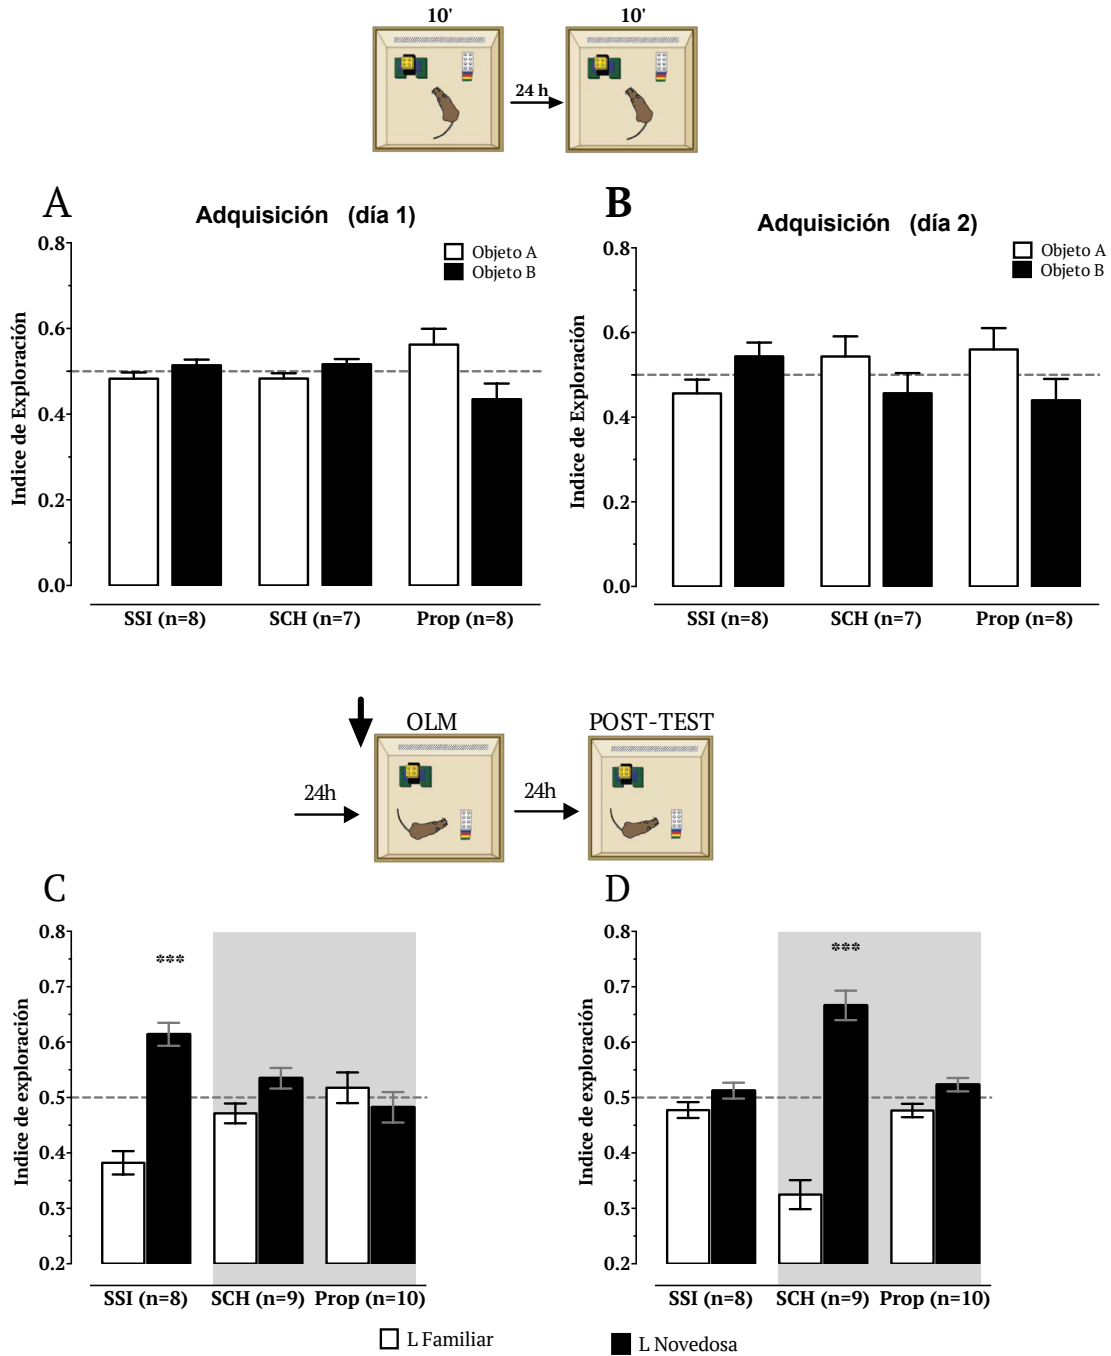 10'
10'
24 h
A
Adquisición (día 1)
Objeto A
Objeto B
Indice de Exploración
0.8
0.6
0.4
0.2
0.0
SSI (n=8)
SCH (n=7)
Prop (n=8)
B
Adquisición (día 2)
Objeto A
Objeto B
Indice de Exploración
0.8
0.6
0.4
0.2
0.0
SSI (n=8)
SCH (n=7)
Prop (n=8)
OLM
POST-TEST
24h
24h
C
Indice de exploración
0.8
0.7
0.6
0.5
0.4
0.3
0.2
***
SSI (n=8)
SCH (n=9)
Prop (n=10)
D
Indice de exploración
0.8
0.7
0.6
0.5
0.4
0.3
0.2
***
SSI (n=8)
SCH (n=9)
Prop (n=10)
L Familiar
L Novedosa